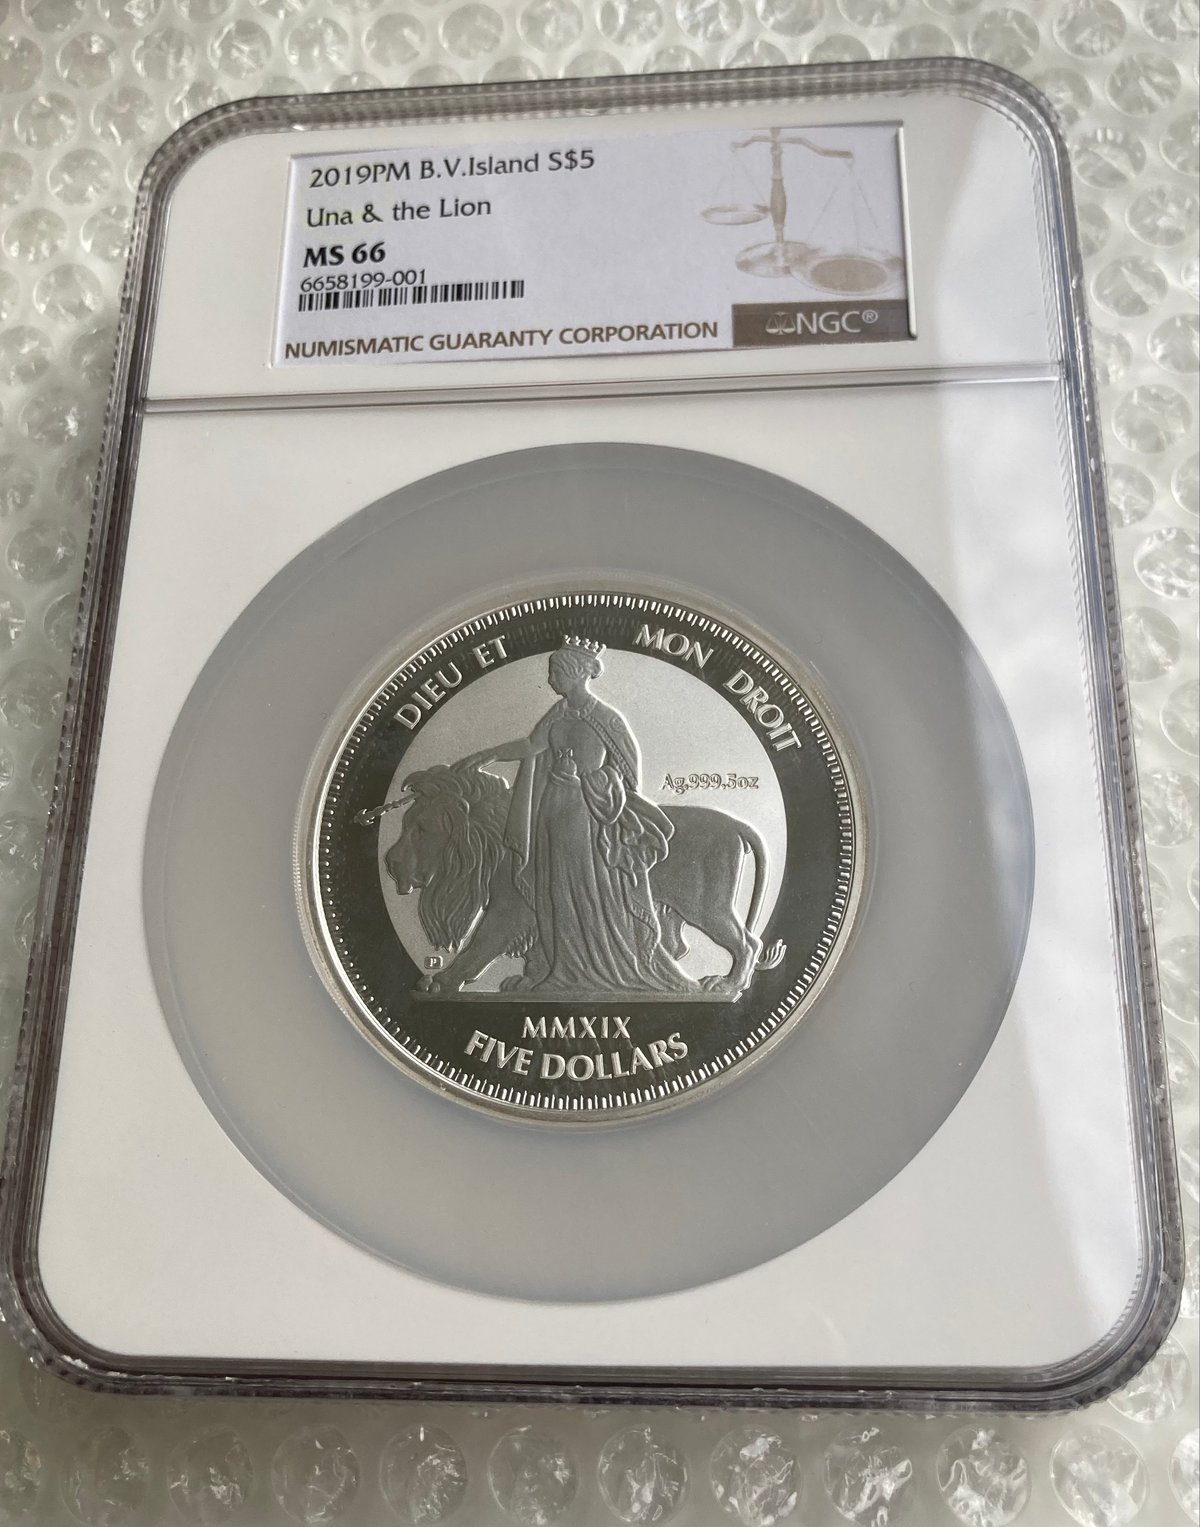 2019PM B.V.Island S$5
Una & the Lion
MS 66
6658199-001
NUMISMATIC GUARANTY CORPORATION
NGC®
DIEU ET MON DROIT
Ag.999.5oz
P
MMXIX
FIVE DOLLARS